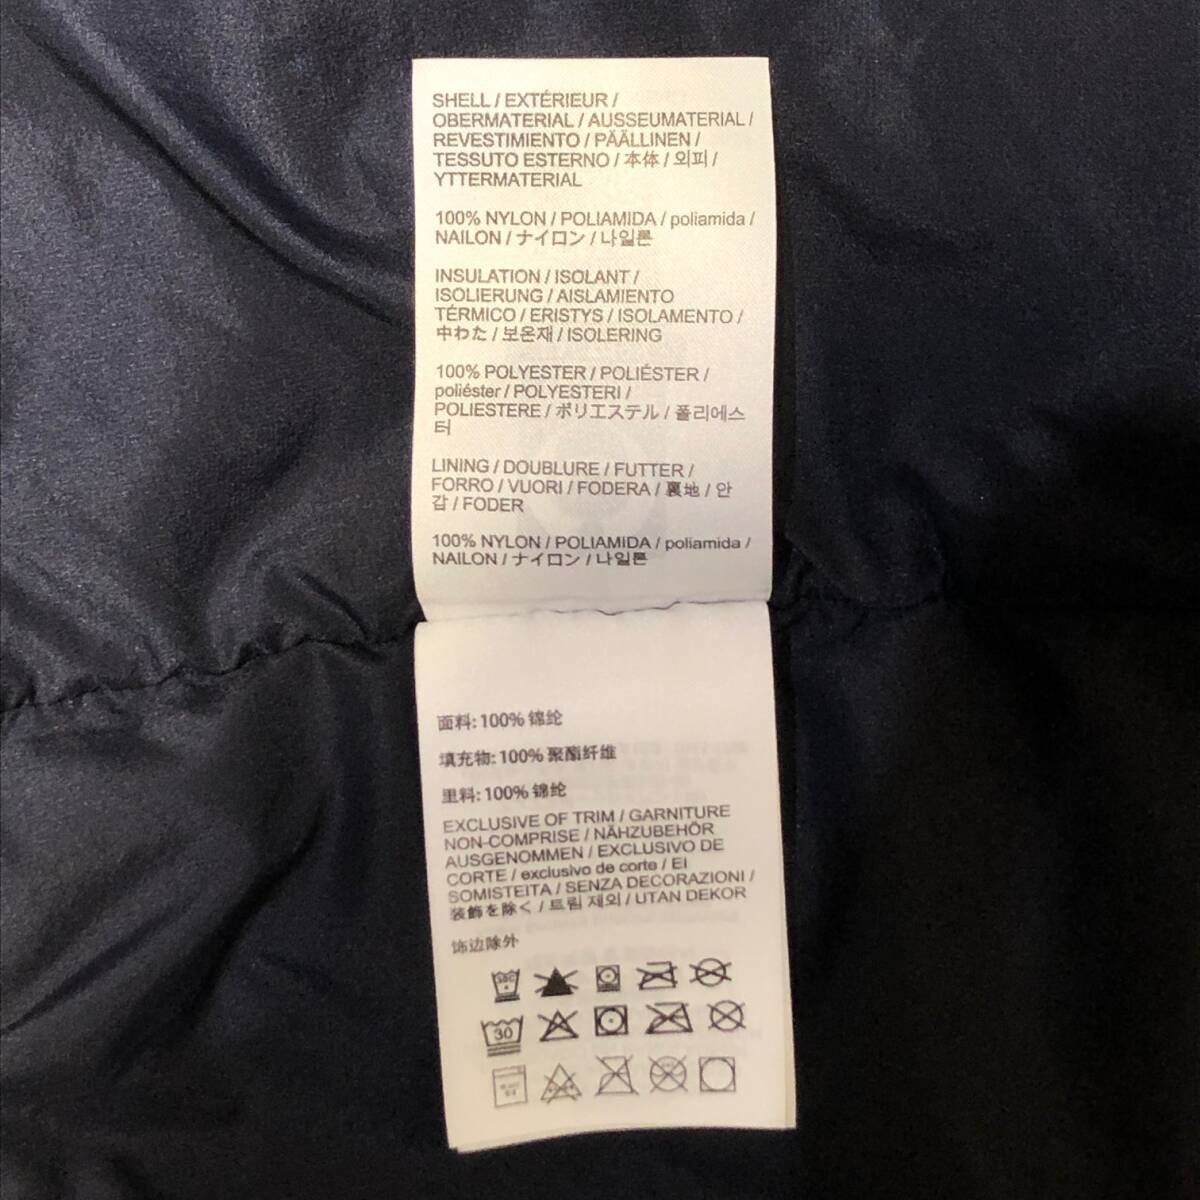 SHELL / EXTÉRIEUR /
OBERMATERIAL / AUSSEUMATERIAL /
REVESTIMIENTO / PÄÄLLINEN /
TESSUTO ESTERNO / 本体 / 외피 /
YTTERMATERIAL
100% NYLON / POLIAMIDA / poliamida /
NAILON / ナイロン / 나일론
INSULATION / ISOLANT /
ISOLIERUNG / AISLAMIENTO
TÉRMICO / ERISTYS / ISOLAMENTO /
中わた / 보온재 / ISOLERING
100% POLYESTER / POLIÉSTER /
poliéster / POLYESTERI /
POLIESTERE / ポリエステル / 폴리에스
터
LINING / DOUBLURE / FUTTER /
FORRO / VUORI / FODERA / 裏地 / 안
감 / FODER
100% NYLON / POLIAMIDA / poliamida /
NAILON / ナイロン / 나일론
面料: 100% 锦纶
填充物: 100% 聚酯纤维
里料: 100% 锦纶
EXCLUSIVE OF TRIM / GARNITURE
NON-COMPRISE / NÄHZUBEHÖR
AUSGENOMMEN / EXCLUSIVO DE
CORTE / exclusivo de corte / EI
SOMISTEITA / SENZA DECORAZIONI /
装飾を除く / 트림 제외 / UTAN DEKOR
饰边除外
30